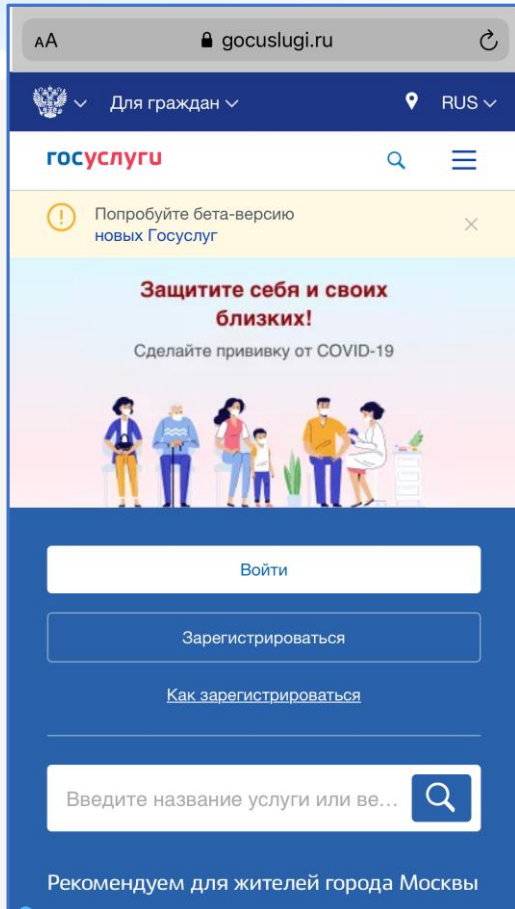 AA gocuslugi.ru
Для граждан RUS
госуслуги
Попробуйте бета-версию
новых Госуслуг
Защитите себя и своих
близких!
Сделайте прививку от COVID-19
Войти
Зарегистрироваться
Как зарегистрироваться
Введите название услуги или ве...
Рекомендуем для жителей города Москвы